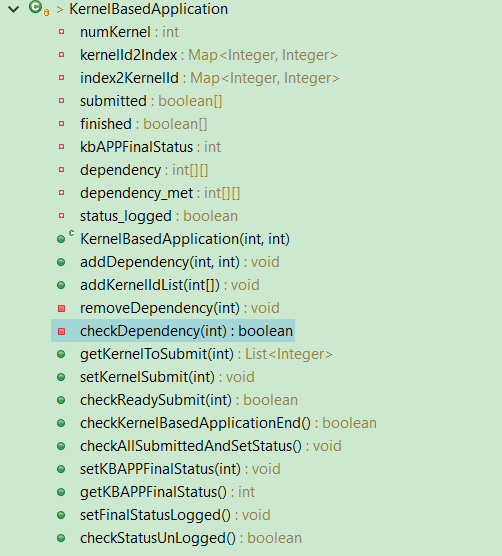 > KernelBasedApplication
numKernel : int
kernelId2Index : Map<Integer, Integer>
index2KernelId : Map<Integer, Integer>
submitted : boolean[]
finished : boolean[]
kbAPPFinalStatus : int
dependency : int[][]
dependency_met : int[][]
status_logged : boolean
KernelBasedApplication(int, int)
addDependency(int, int) : void
addKernelIdList(int[]) : void
removeDependency(int) : void
checkDependency(int) : boolean
getKernelToSubmit(int) : List<Integer>
setKernelSubmit(int) : void
checkReadySubmit(int) : boolean
checkKernelBasedApplicationEnd() : boolean
checkAllSubmittedAndSetStatus() : void
setKBAPPFinalStatus(int) : void
getKBAPPFinalStatus() : int
setFinalStatusLogged() : void
checkStatusUnLogged() : boolean